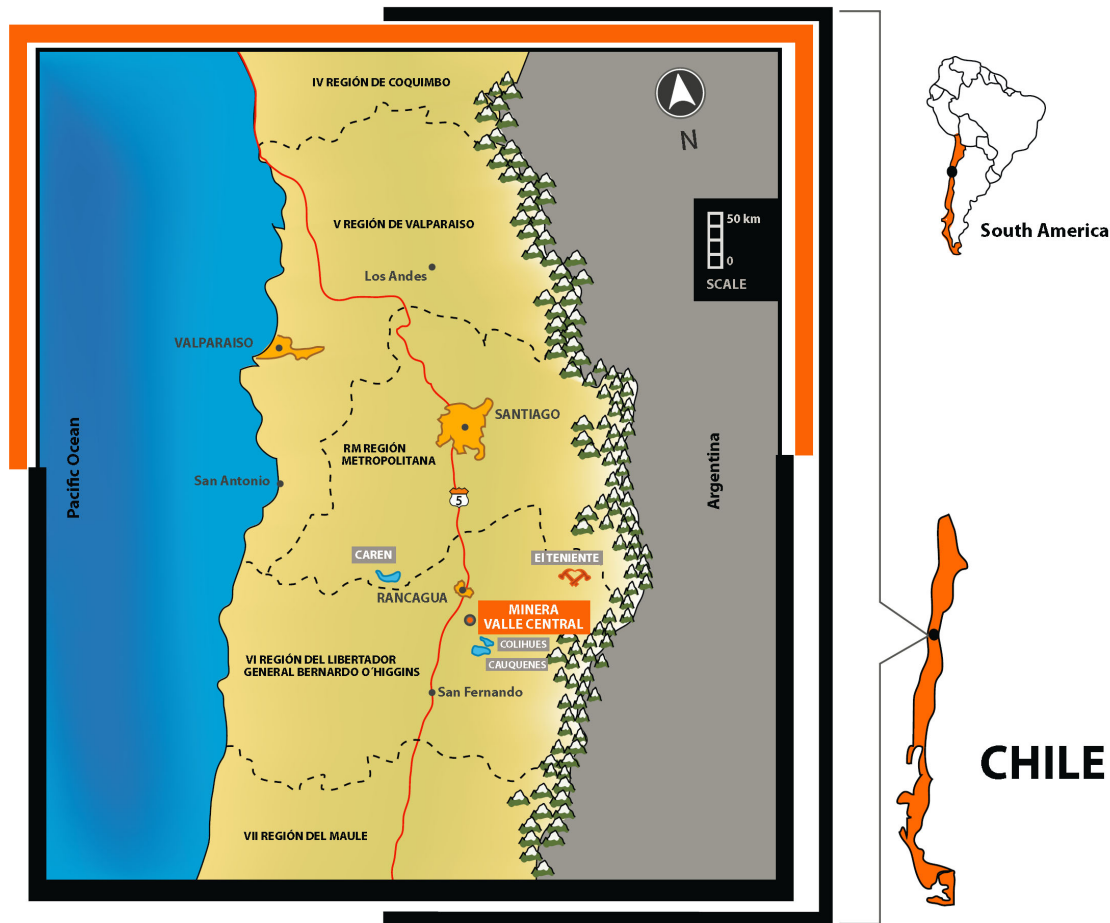 IV REGIÓN DE COQUIMBO
N
V REGIÓN DE VALPARAISO
50 km
0
SCALE
South America
Los Andes
VALPARAISO
SANTIAGO
RM REGIÓN
METROPOLITANA
Pacific Ocean
Argentina
San Antonio
5
CAREN
ElTENIENTE
RANCAGUA
MINERA
VALLE CENTRAL
COLIHUES
CAUQUENES
VI REGIÓN DEL LIBERTADOR
GENERAL BERNARDO O´HIGGINS
San Fernando
CHILE
VII REGIÓN DEL MAULE